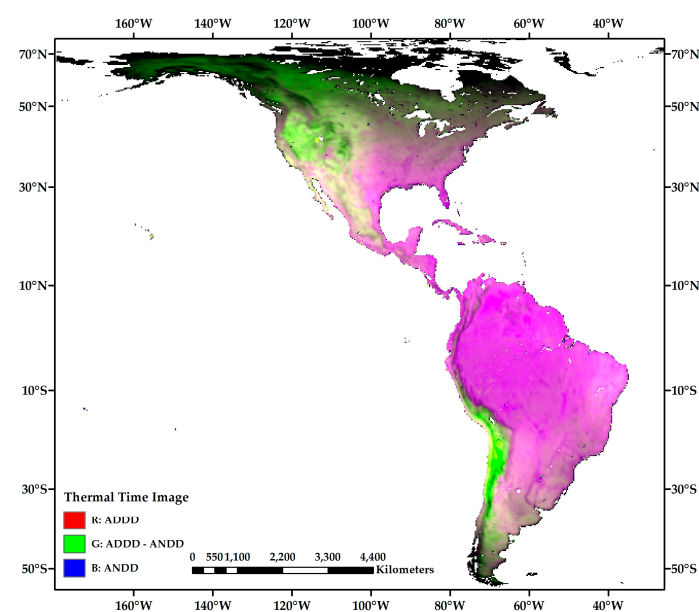 160°W 140°W 120°W 100°W 80°W 60°W 40°W
70°N 70°N
50°N 50°N
30°N 30°N
10°N 10°N
10°S 10°S
30°S 30°S
Thermal Time Image
R: ADDD
G: ADDD - ANDD
B: ANDD
0 550 1,100 2,200 3,300 4,400
Kilometers
50°S 50°S
160°W 140°W 120°W 100°W 80°W 60°W 40°W